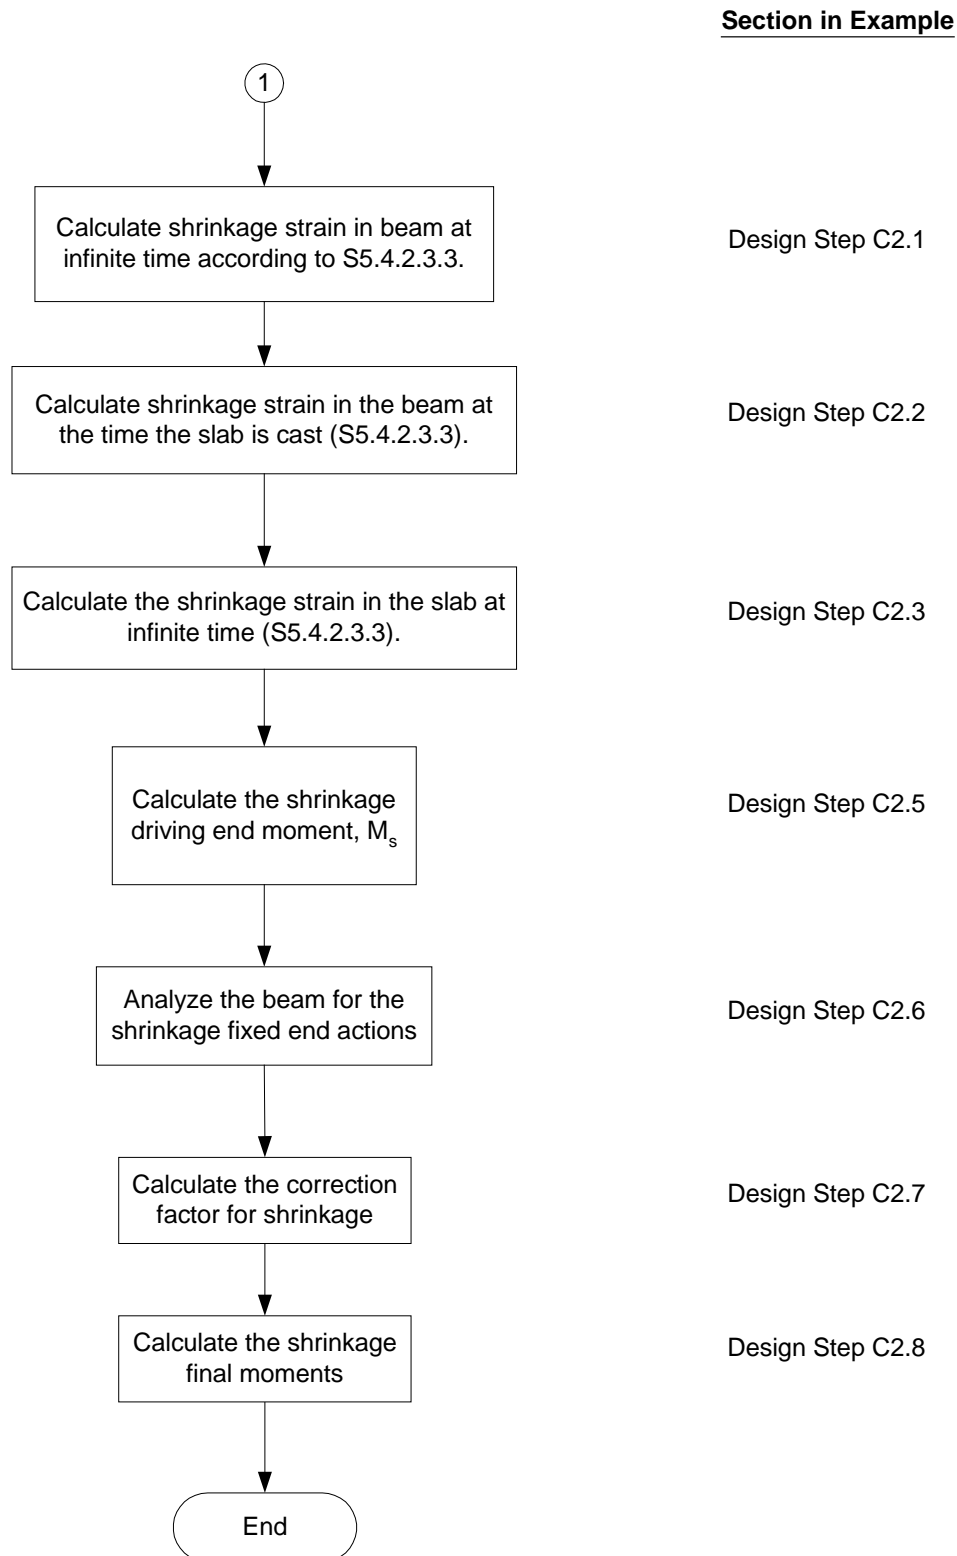 Section in Example
1
Calculate shrinkage strain in beam at
infinite time according to S5.4.2.3.3.
Design Step C2.1
Calculate shrinkage strain in the beam at
the time the slab is cast (S5.4.2.3.3).
Design Step C2.2
Calculate the shrinkage strain in the slab at
infinite time (S5.4.2.3.3).
Design Step C2.3
Calculate the shrinkage
driving end moment, Ms
Design Step C2.5
Analyze the beam for the
shrinkage fixed end actions
Design Step C2.6
Calculate the correction
factor for shrinkage
Design Step C2.7
Calculate the shrinkage
final moments
Design Step C2.8
End